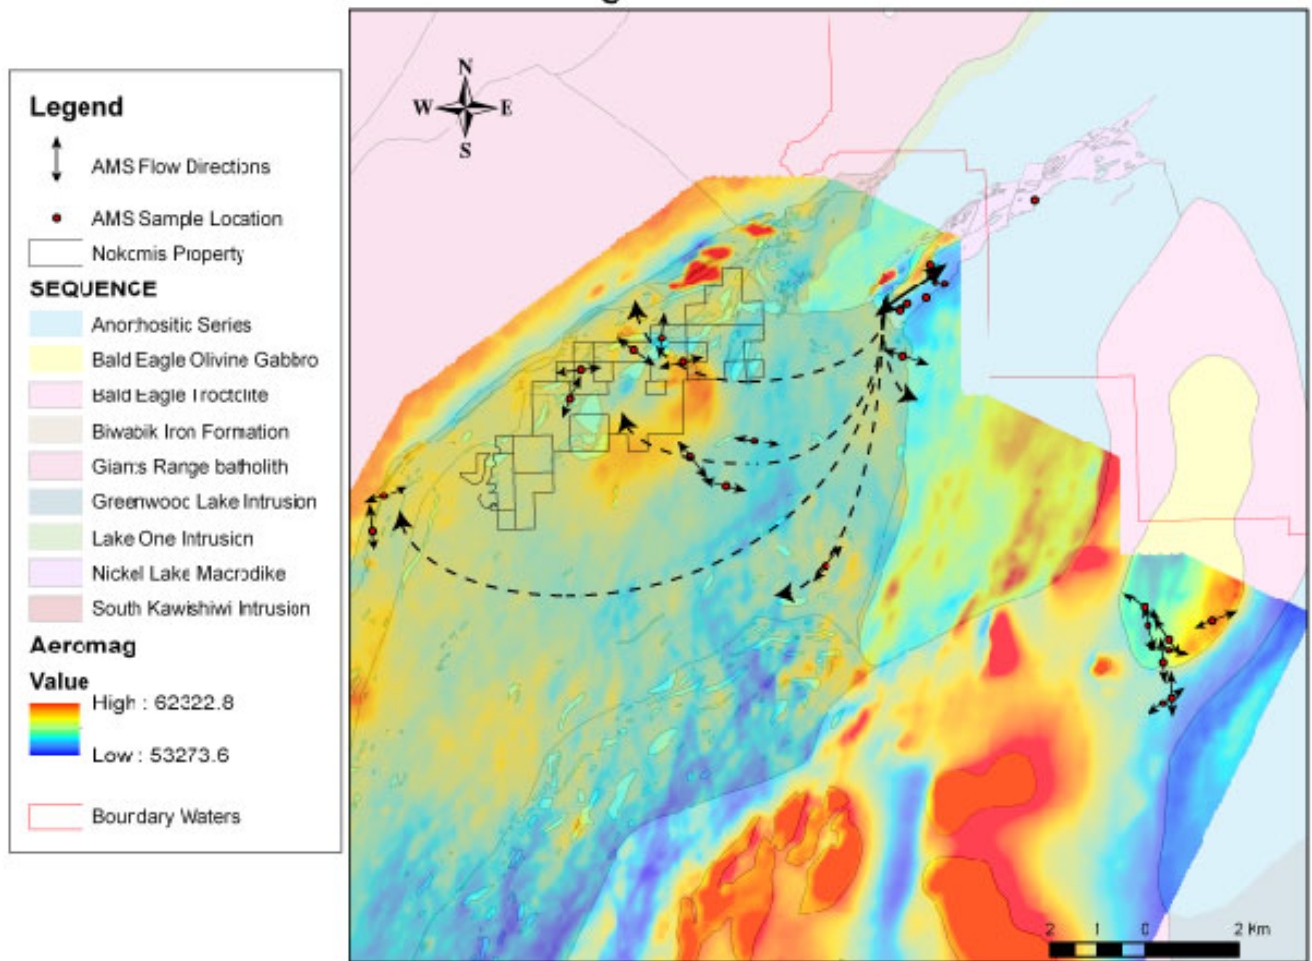 N
W E
S
Legend
AMS Flow Directions
AMS Sample Location
Nokomis Property
SEQUENCE
Anorthositic Series
Bald Eagle Olivine Gabbro
Bald Eagle Troctolite
Biwabik Iron Formation
Giants Range batholith
Greenwood Lake Intrusion
Lake One Intrusion
Nickel Lake Macrodike
South Kawishiwi Intrusion
Aeromag
Value
High : 62322.8
Low : 53273.6
Boundary Waters
2 1 0 2 Km